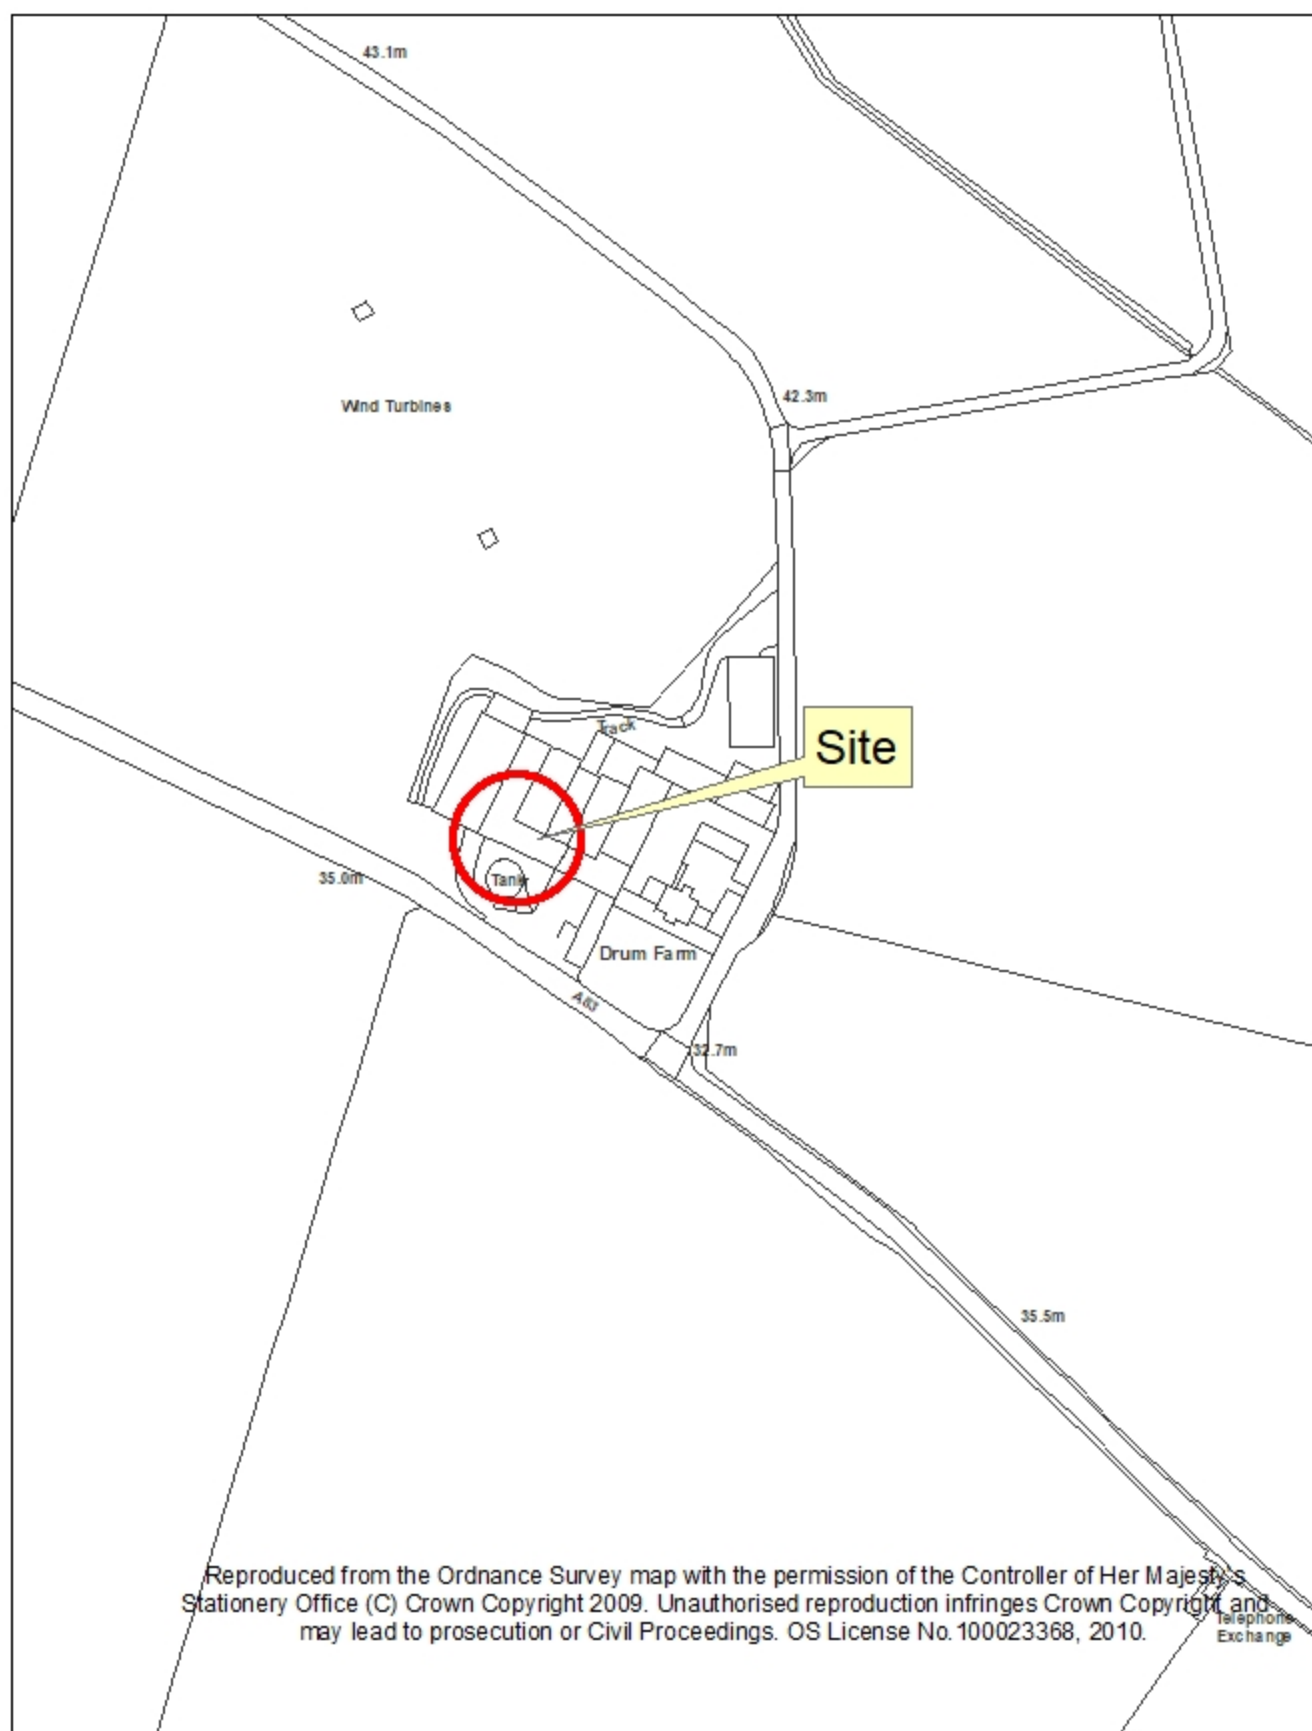 43.1m
42.3m
Wind Turbines
Track
Site
35.0m
Tank
Drum Farm
32.7m
35.5m
Reproduced from the Ordnance Survey map with the permission of the Controller of Her Majesty's
Stationery Office (C) Crown Copyright 2009. Unauthorised reproduction infringes Crown Copyright and
may lead to prosecution or Civil Proceedings. OS License No.100023368, 2010.
Telephone
Exchange